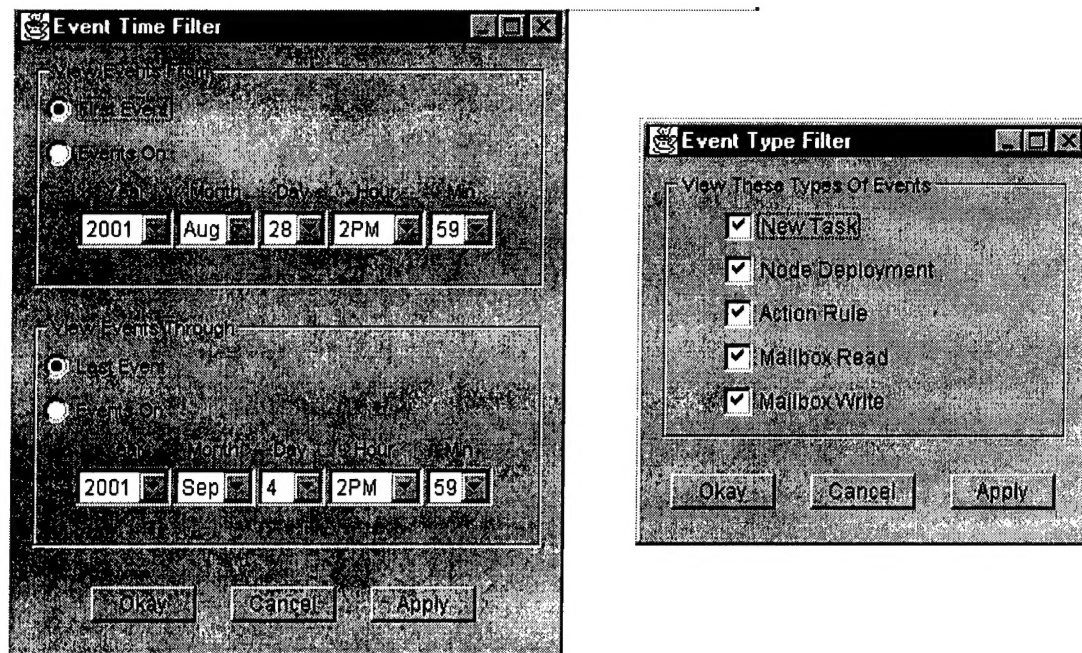 Event Time Filter
View Events From
First Event
Events On
Year Month Day Hour Min
2001 Aug 28 2PM 59
View Events Through
Last Event
Events On
Year Month Day Hour Min
2001 Sep 4 2PM 59
Okay Cancel Apply
Event Type Filter
View These Types Of Events
New Task
Node Deployment
Action Rule
Mailbox Read
Mailbox Write
Okay Cancel Apply